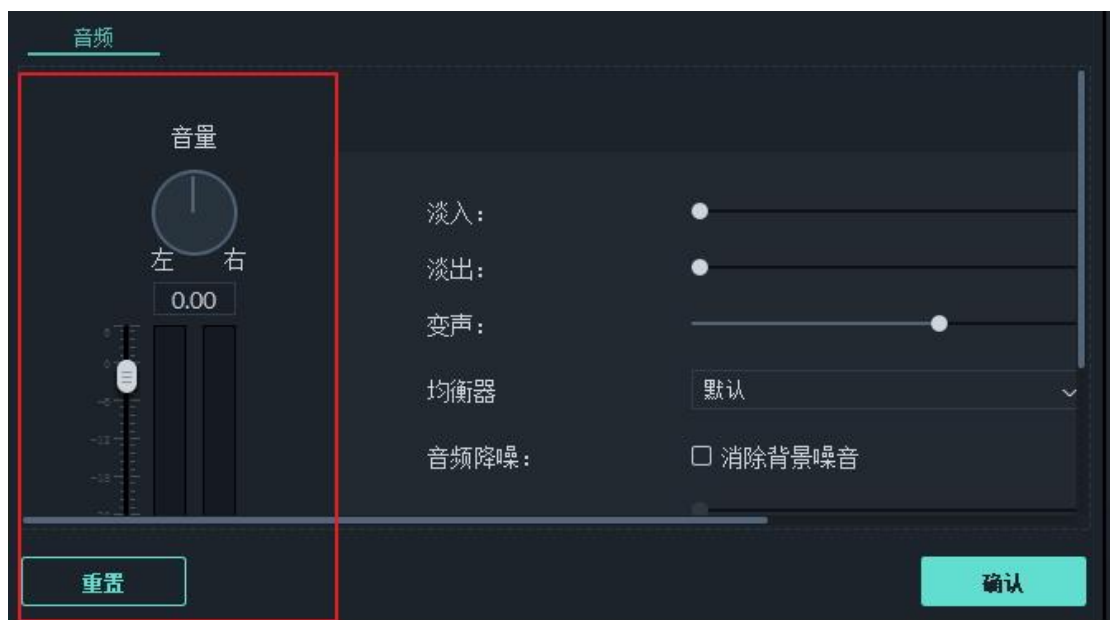 音频
音量
左 右
0.00
淡入：
淡出：
变声：
均衡器 默认
音频降噪： 消除背景噪音
重置
确认